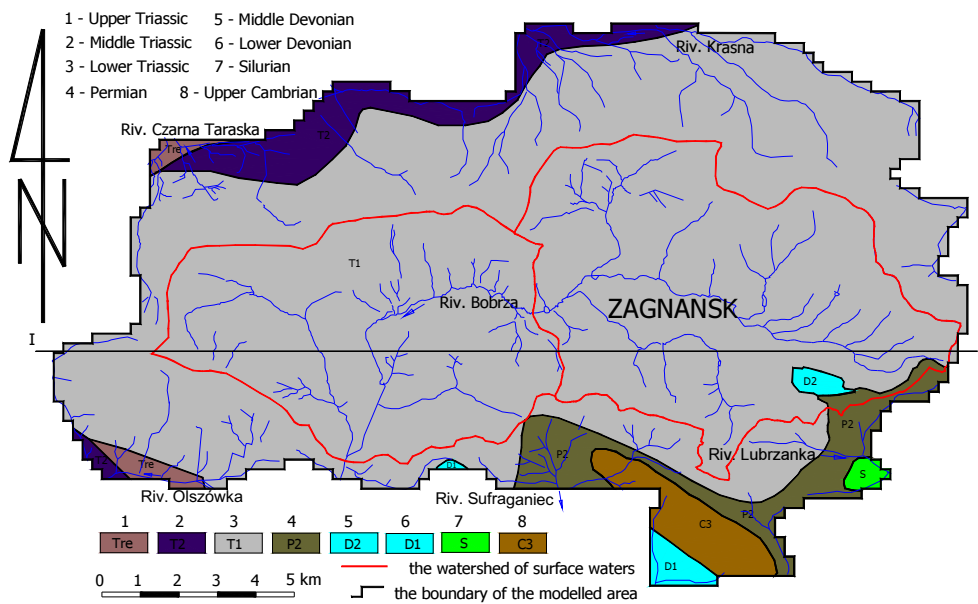 1 - Upper Triassic 5 - Middle Devonian
2 - Middle Triassic 6 - Lower Devonian
3 - Lower Triassic 7 - Silurian
4 - Permian 8 - Upper Cambrian
T2
Riv. Krasna
Riv. Czarna Taraska
T2
Tre
N
T1
Riv. Bobrza
ZAGNANSK
I
D2
P2
T2
Tre
D1
P2
Riv. Lubrzanka
S
Riv. Olszówka
Riv. Sufraganiec
P2
C3
D1
1 2 3 4 5 6 7 8
Tre T2 T1 P2 D2 D1 S C3
the watershed of surface waters
0 1 2 3 4 5 km
the boundary of the modelled area